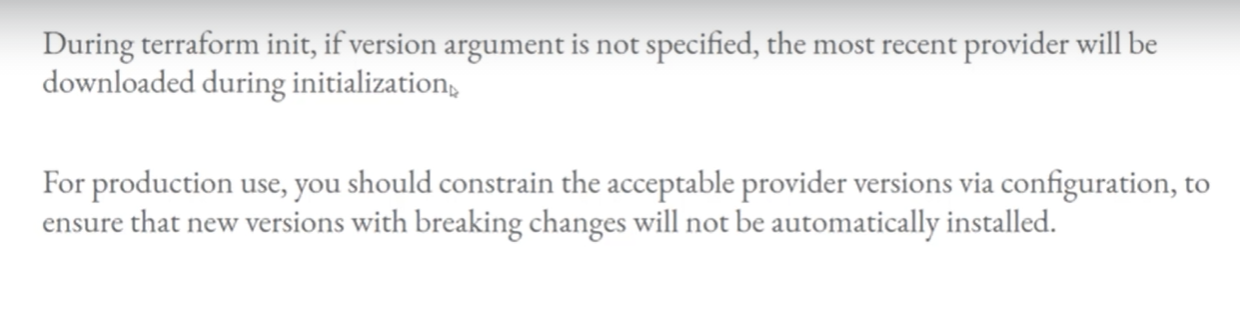 During terraform init, if version argument is not specified, the most recent provider will be
downloaded during initialization.
For production use, you should constrain the acceptable provider versions via configuration, to
ensure that new versions with breaking changes will not be automatically installed.